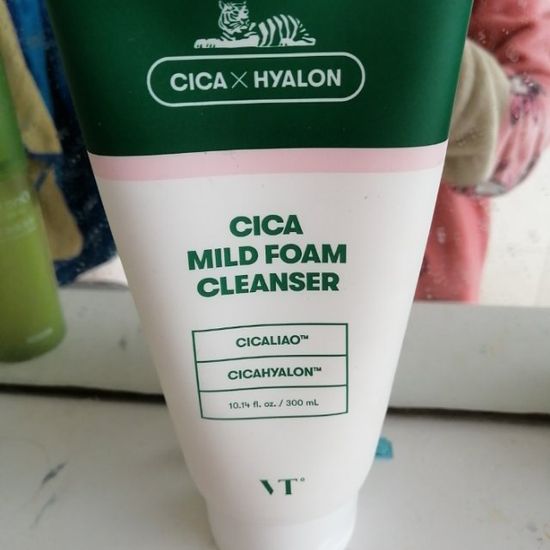 CICA × HYALON
CICA
MILD FOAM
CLEANSER
CICALIAO™
CICAHYALON™
10.14 fl. oz. / 300 mL
VT°